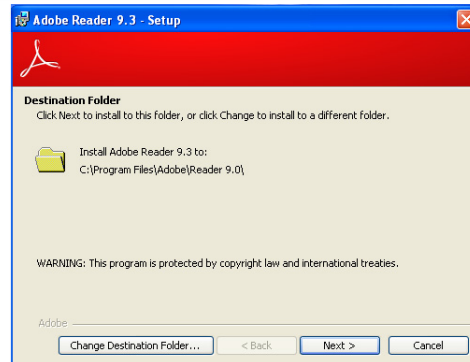 Adobe Reader 9.3 - Setup
Destination Folder
Click Next to install to this folder, or click Change to install to a different folder.
Install Adobe Reader 9.3 to:
C:\Program Files\Adobe\Reader 9.0\
WARNING: This program is protected by copyright law and international treaties.
Adobe
Change Destination Folder... < Back Next > Cancel